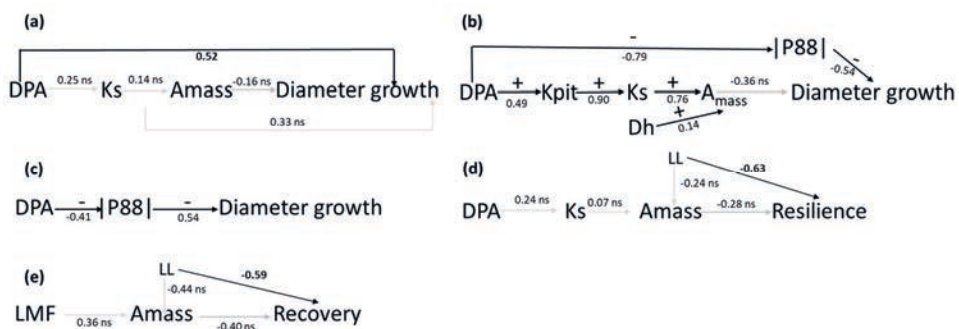 (a)
0.52
DPA 0.25 ns Ks 0.14 ns Amass -0.16 ns Diameter growth
0.33 ns
(b)
-
-0.79
|P88|
-
-0.54
DPA + 0.49 Kpit + 0.90 Ks + 0.76 Amass -0.36 ns Diameter growth
Dh + 0.14
(c)
DPA - -0.41 |P88| - 0.54 Diameter growth
(d)
LL
-0.63
-0.24 ns
DPA 0.24 ns Ks 0.07 ns Amass -0.28 ns Resilience
(e)
LL
-0.59
-0.44 ns
LMF 0.36 ns Amass -0.40 ns Recovery